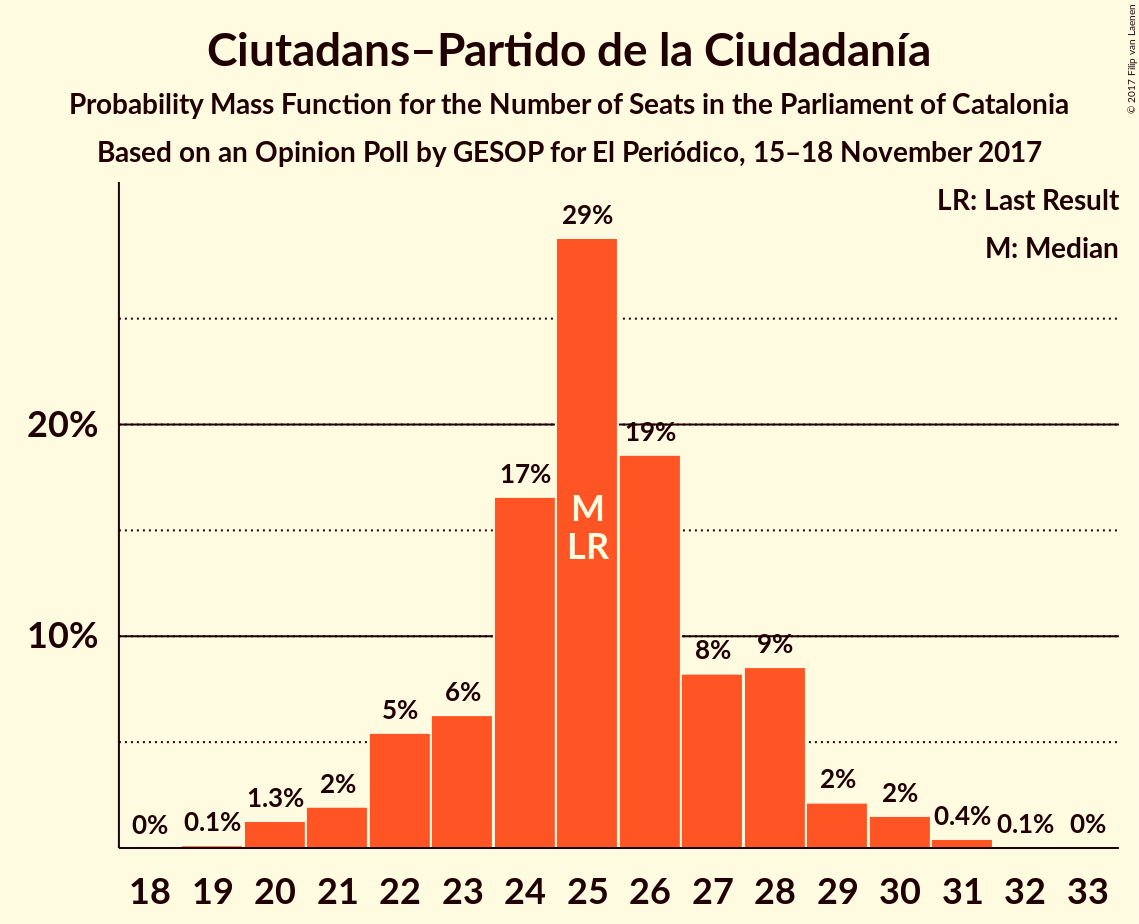 Ciutadans–Partido de la Ciudadanía
Probability Mass Function for the Number of Seats in the Parliament of Catalonia
Based on an Opinion Poll by GESOP for El Periódico, 15–18 November 2017
© 2017 Filip van Laenen
LR: Last Result
M: Median
20%
10%
0%
0.1%
1.3%
2%
5%
6%
17%
29%
19%
8%
9%
2%
2%
0.4%
0.1%
0%
M
LR
18 19 20 21 22 23 24 25 26 27 28 29 30 31 32 33